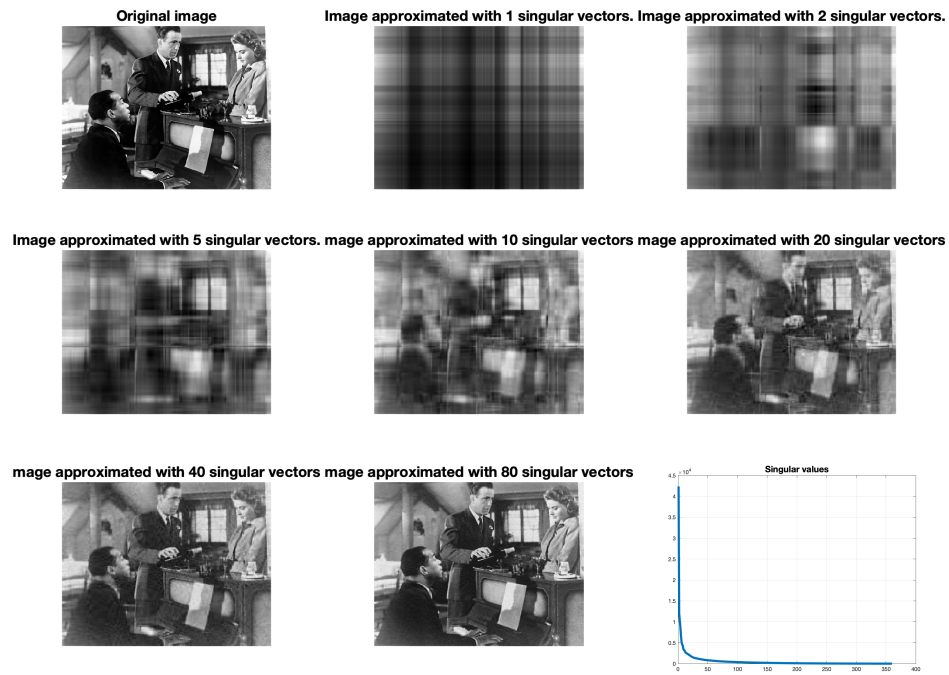 Original image
Image approximated with 1 singular vectors.
Image approximated with 2 singular vectors.
Image approximated with 5 singular vectors.
mage approximated with 10 singular vectors
mage approximated with 20 singular vectors
mage approximated with 40 singular vectors
mage approximated with 80 singular vectors
Singular values
4.5 ×10⁴
4
3.5
3
2.5
2
1.5
1
0.5
0
0 50 100 150 200 250 300 350 400